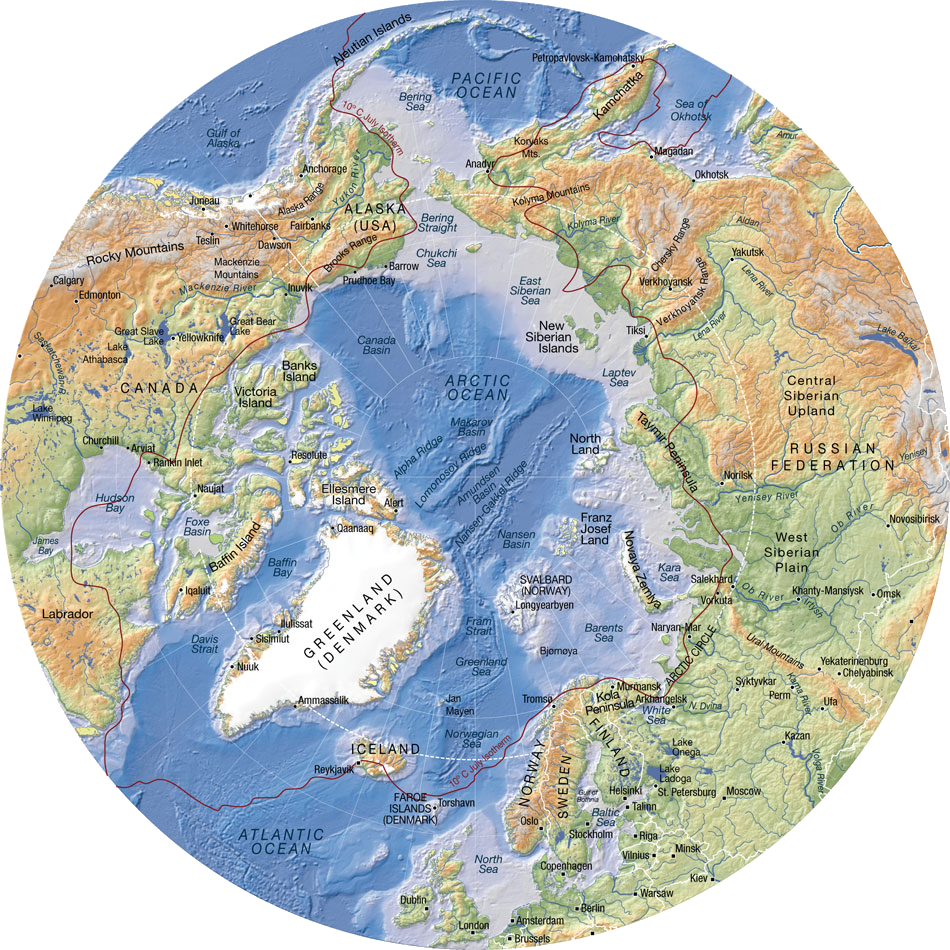 Aleutian Islands
Petropavlovsk-Kamchatsky
PACIFIC
OCEAN
Kamchatka
Bering
Sea
10° C July Isotherm
Sea of
Okhotsk
Gulf of
Alaska
Amur
Koryaks
Mts.
Magadan
Anadyr
Okhotsk
Anchorage
Yukon River
Alaska Range
Juneau
Kolyma Mountains
ALASKA
(USA)
Whitehorse
Fairbanks
Bering
Straight
Kolyma River
Aldan
Teslin
Dawson
Rocky Mountains
Brooks Range
Chersky Range
Chukchi
Sea
Yakutsk
Mackenzie
Mountains
Barrow
Prudhoe Bay
Verkhoyansk
Verkhoyansk Range
Lena River
Calgary
Edmonton
Mackenzie River
Inuvik
East
Siberian
Sea
Great Bear
Lake
Great Slave
Lake
Yellowknife
New
Siberian
Islands
Tiksi
Lena River
Lake Baikal
Saskatchewan R.
Lake
Athabasca
Canada
Basin
Banks
Island
Laptev
Sea
CANADA
Victoria
Island
ARCTIC
OCEAN
Central
Siberian
Upland
Lake
Winnipeg
Makarov
Basin
Taymir Peninsula
Churchill
Arviat
Alpha Ridge
North
Land
RUSSIAN
FEDERATION
Yenisey
Rankin Inlet
Resolute
Lomonosov Ridge
Amundsen
Basin
Nansen-Gakkel Ridge
Norilsk
Naujat
Ellesmere
Island
Alert
Yenisey River
Hudson
Bay
Foxe
Basin
Qaanaaq
Franz
Josef
Land
Ob River
Novosibirisk
James
Bay
Baffin Island
Nansen
Basin
West
Siberian
Plain
Baffin
Bay
Novaya Zemlya
Kara
Sea
Iqaluit
SVALBARD
(NORWAY)
Longyearbyen
Salekhard
Ob River
Khanty-Mansiysk
Irtysh
Omsk
Labrador
GREENLAND
(DENMARK)
Vorkuta
Ilulissat
Sisimiut
Fram
Strait
Barents
Sea
Naryan-Mar
Davis
Strait
Bjørnøya
ARCTIC CIRCLE
Ural Mountains
Nuuk
Greenland
Sea
Yekaterinenburg
Chelyabinsk
Syktyvkar
Murmansk
Kola
Peninsula
Arkhangelsk
Perm
Kama River
Ammassalik
Jan
Mayen
Tromsø
White
Sea
N. Dvina
Ufa
Norwegian
Sea
Kazan
ICELAND
FINLAND
Lake
Onega
Reykjavik
10° C July Isotherm
NORWAY
SWEDEN
Lake
Ladoga
Volga River
St. Petersburg
Moscow
FAROE
ISLANDS
(DENMARK)
Torshavn
Helsinki
Talinn
Baltic
Sea
Oslo
Stockholm
Riga
ATLANTIC
OCEAN
Vilnius
Minsk
North
Sea
Copenhagen
Kiev
Warsaw
Dublin
Berlin
London
Amsterdam
Brussels